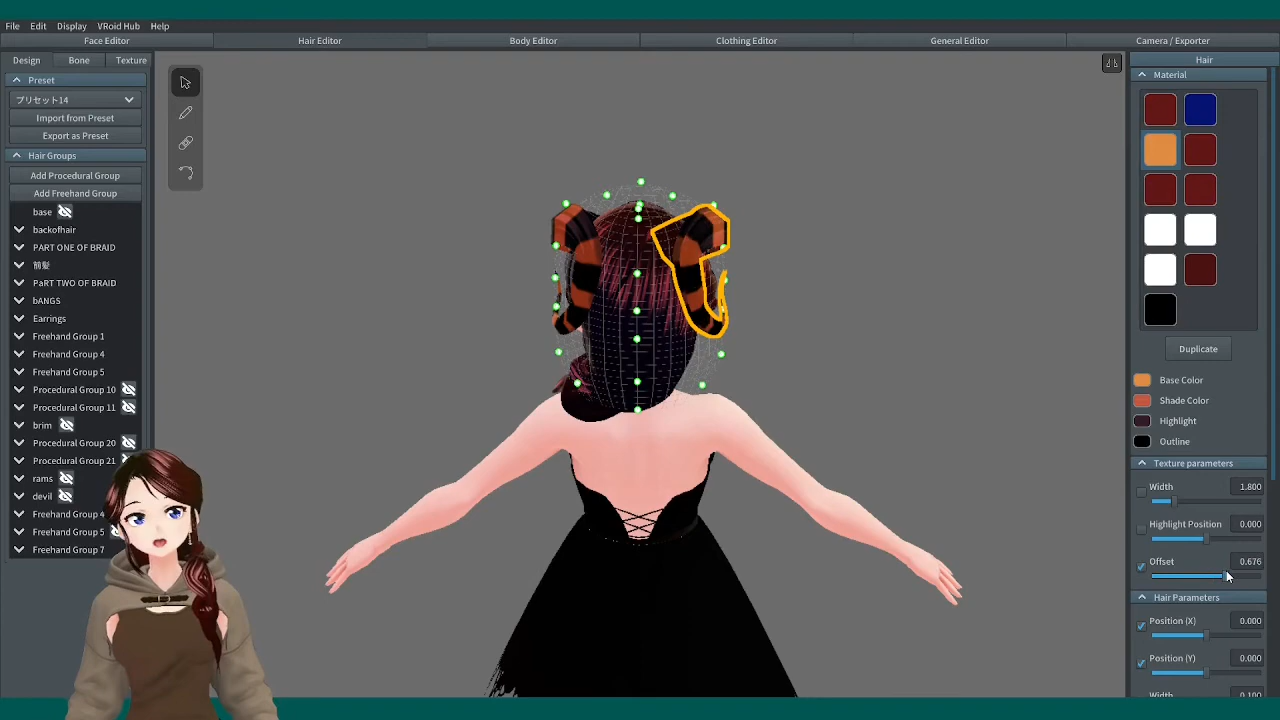 File Edit Display VRoid Hub Help
Face Editor Hair Editor Body Editor Clothing Editor General Editor Camera / Exporter
Design Bone Texture
Preset
プリセット14
Import from Preset
Export as Preset
Hair Groups
Add Procedural Group
Add Freehand Group
base
backofhair
PART ONE OF BRAID
前髪
PART TWO OF BRAID
bANGS
Earrings
Freehand Group 1
Freehand Group 4
Freehand Group 5
Procedural Group 10
Procedural Group 11
brim
Procedural Group 20
Procedural Group 21
rams
devil
Freehand Group 4
Freehand Group 5
Freehand Group 7
Hair
Material
Duplicate
Base Color
Shade Color
Highlight
Outline
Texture parameters
Width 1.800
Highlight Position 0.000
Offset 0.676
Hair Parameters
Position (X) 0.000
Position (Y) 0.000
Width 0.100